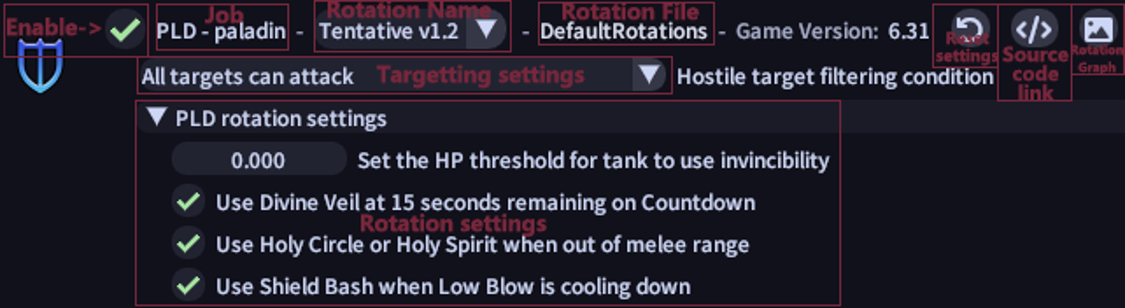 Enable-> Job Rotation Name Rotation File
PLD - paladin - Tentative v1.2 - DefaultRotations - Game Version: 6.31
Reset settings
Source code link
Rotation Graph
All targets can attack Targetting settings Hostile target filtering condition
PLD rotation settings
0.000 Set the HP threshold for tank to use invincibility
Use Divine Veil at 15 seconds remaining on Countdown
Rotation settings
Use Holy Circle or Holy Spirit when out of melee range
Use Shield Bash when Low Blow is cooling down